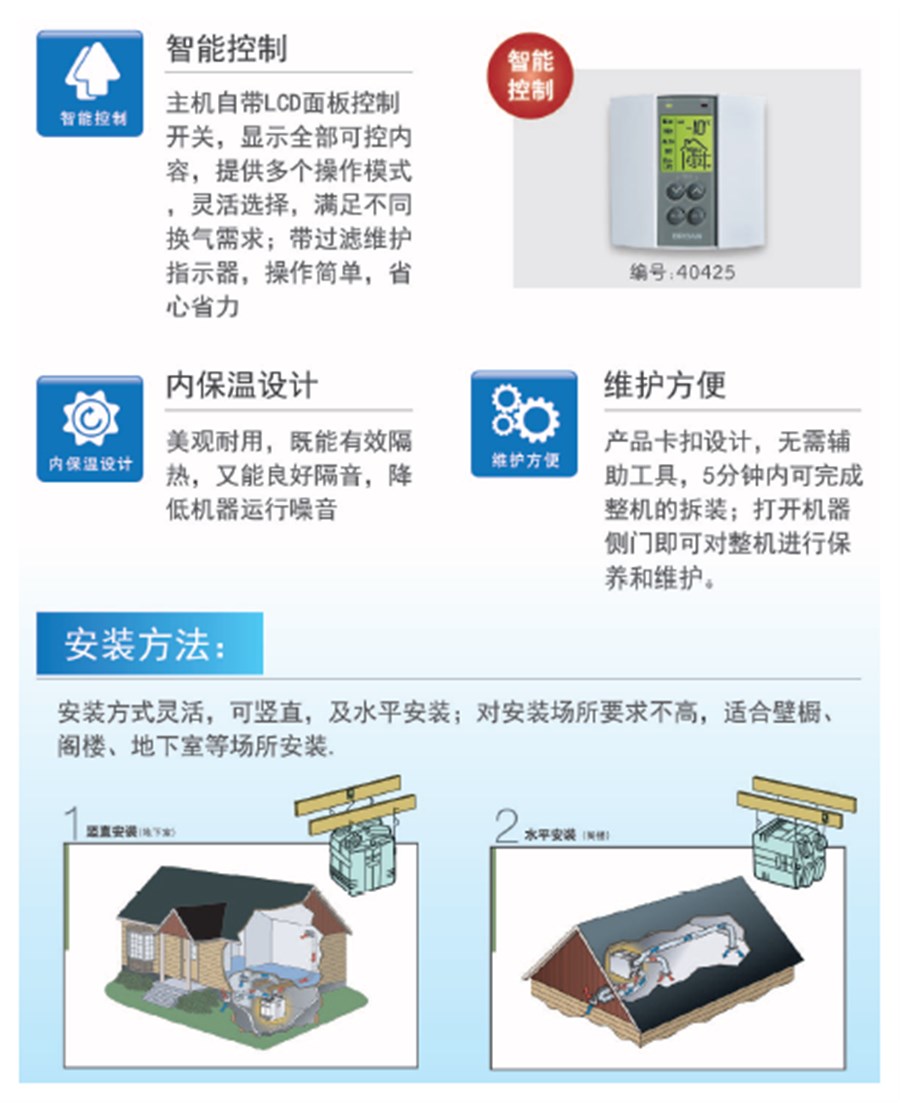 智能控制
智能控制
主机自带LCD面板控制
开关，显示全部可控内
容，提供多个操作模式
，灵活选择，满足不同
换气需求；带过滤维护
指示器，操作简单，省
心省力
智能
控制
-10℃
编号:40425
内保温设计
内保温设计
美观耐用，既能有效隔
热，又能良好隔音，降
低机器运行噪音
维护方便
维护方便
产品卡扣设计，无需辅
助工具，5分钟内可完成
整机的拆装；打开机器
侧门即可对整机进行保
养和维护。
安装方法：
安装方式灵活，可竖直，及水平安装；对安装场所要求不高，适合壁橱、
阁楼、地下室等场所安装.
1 竖直安装(地下室)
2 水平安装 (阁楼)